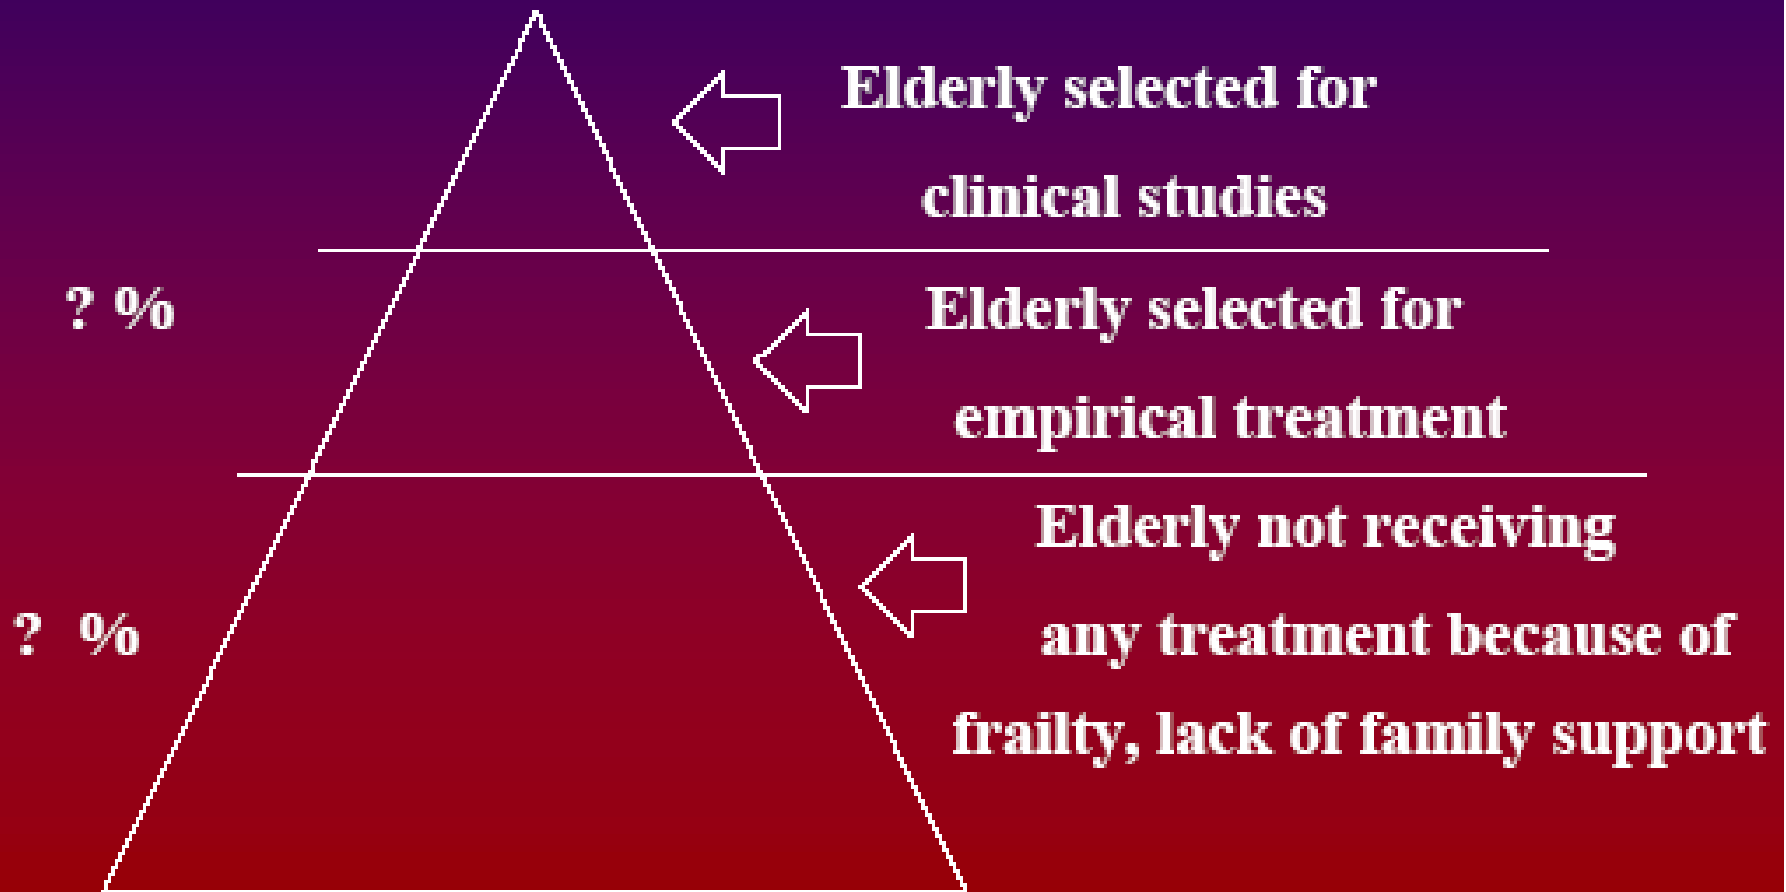 Elderly selected for
clinical studies
? %
Elderly selected for
empirical treatment
Elderly not receiving
? %
any treatment because of
frailty, lack of family support